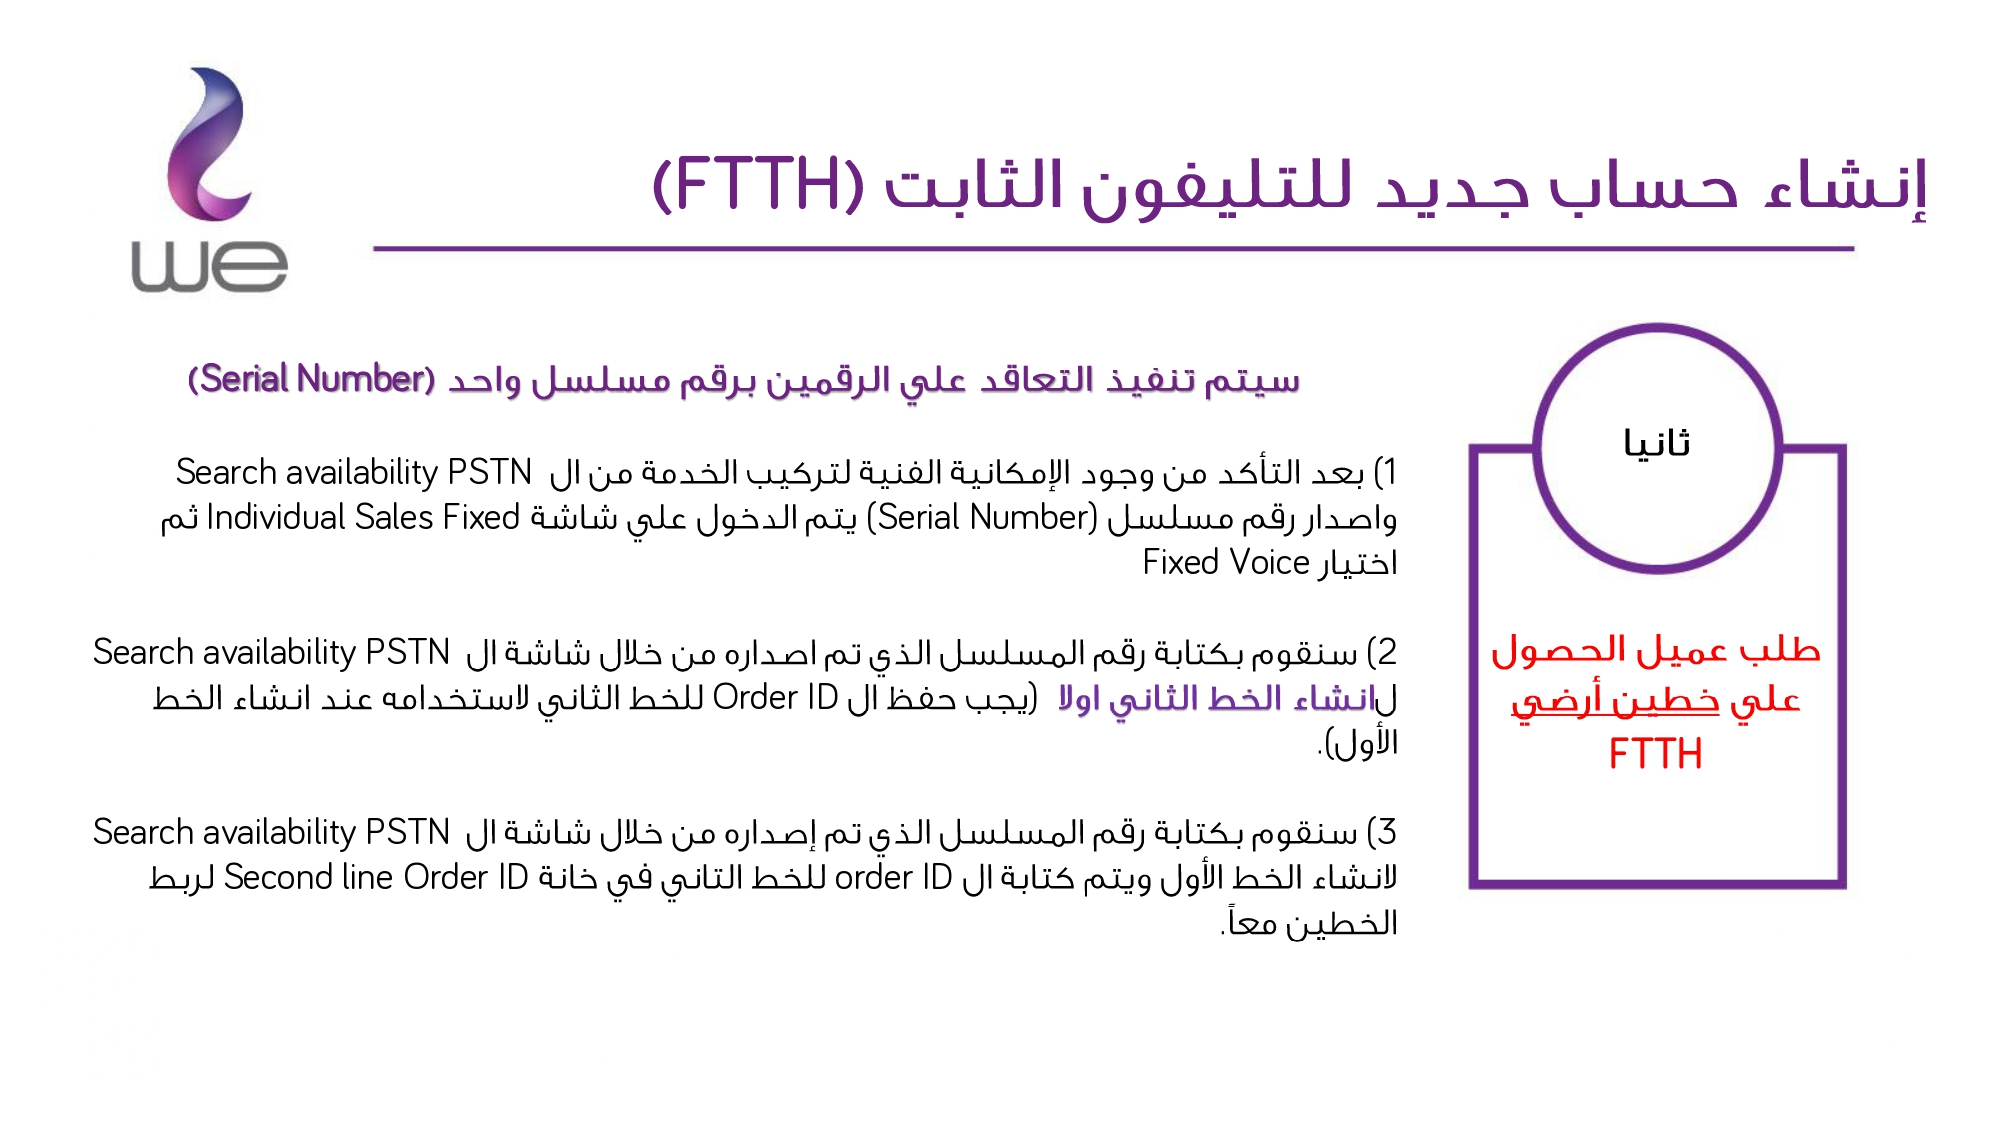 we
إنشاء حساب جديد للتليفون الثابت (FTTH)
ثانيا
طلب عميل الحصول
علي خطين أرضي
FTTH
سيتم تنفيذ التعاقد علي الرقمين برقم مسلسل واحد (Serial Number)
1) بعد التأكد من وجود الإمكانية الفنية لتركيب الخدمة من ال Search availability PSTN
واصدار رقم مسلسل (Serial Number) يتم الدخول علي شاشة Individual Sales Fixed ثم
اختيار Fixed Voice
2) سنقوم بكتابة رقم المسلسل الذي تم اصداره من خلال شاشة ال Search availability PSTN
لانشاء الخط الثاني اولا (يجب حفظ ال Order ID للخط الثاني لاستخدامه عند انشاء الخط
الأول).
3) سنقوم بكتابة رقم المسلسل الذي تم إصداره من خلال شاشة ال Search availability PSTN
لانشاء الخط الأول ويتم كتابة ال order ID للخط التاني في خانة Second line Order ID لربط
الخطين معاً.